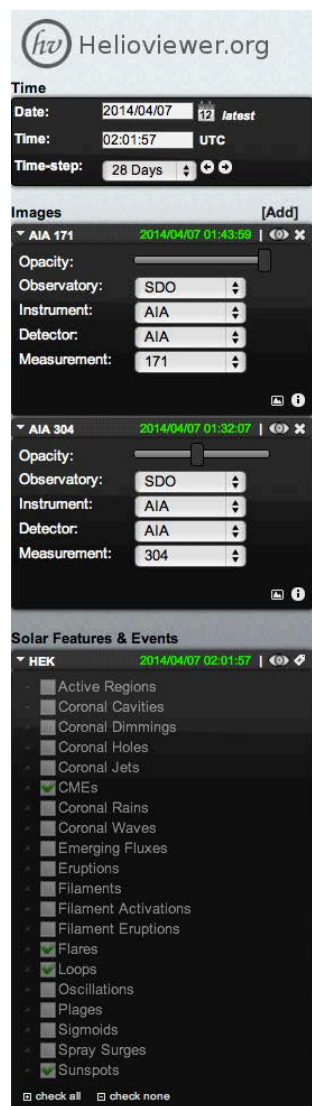 hv Helioviewer.org
Time
Date: 2014/04/07 12 latest
Time: 02:01:57 UTC
Time-step: 28 Days
Images [Add]
AIA 171 2014/04/07 01:43:59 |
Opacity:
Observatory: SDO
Instrument: AIA
Detector: AIA
Measurement: 171
AIA 304 2014/04/07 01:32:07 |
Opacity:
Observatory: SDO
Instrument: AIA
Detector: AIA
Measurement: 304
Solar Features & Events
HEK 2014/04/07 02:01:57 |
Active Regions
Coronal Cavities
Coronal Dimmings
Coronal Holes
Coronal Jets
CMEs
Coronal Rains
Coronal Waves
Emerging Fluxes
Eruptions
Filaments
Filament Activations
Filament Eruptions
Flares
Loops
Oscillations
Plages
Sigmoids
Spray Surges
Sunspots
check all check none